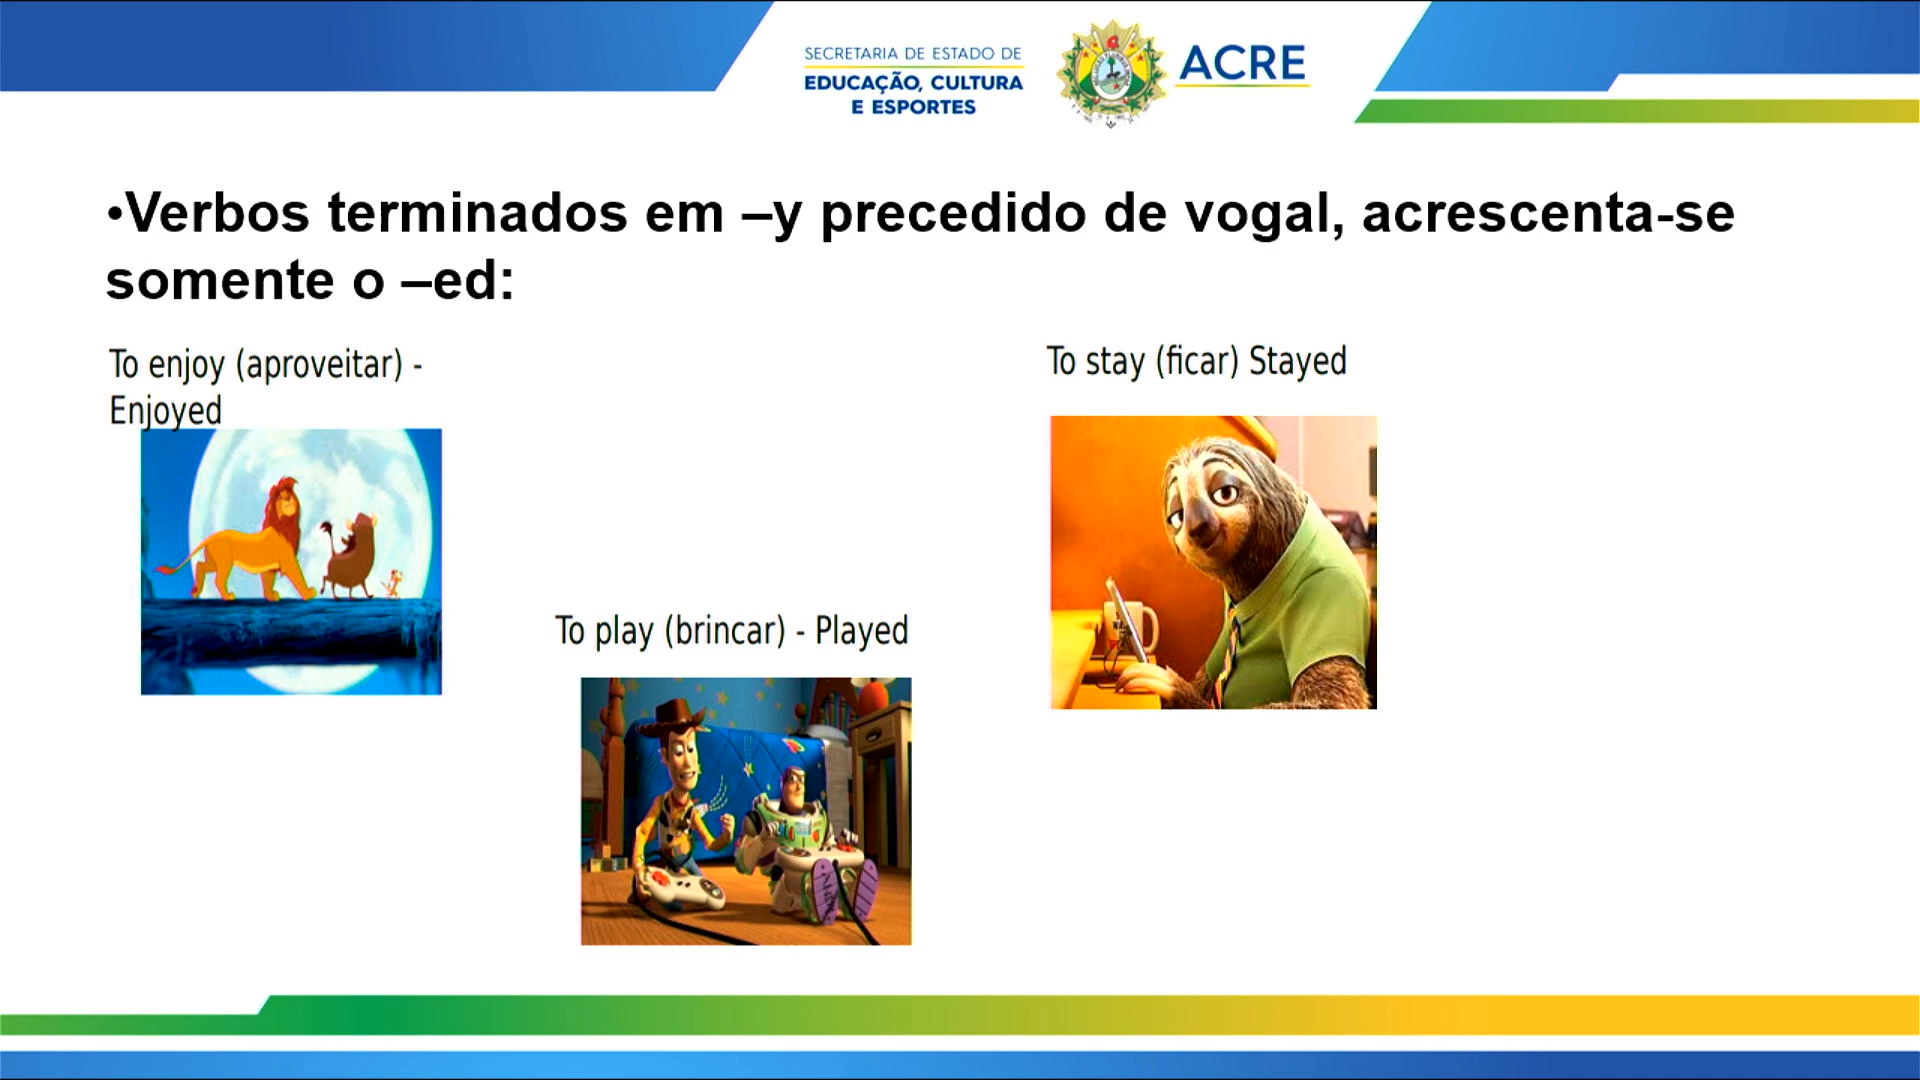 SECRETARIA DE ESTADO DE
EDUCAÇÃO, CULTURA
E ESPORTES
ACRE
•Verbos terminados em –y precedido de vogal, acrescenta-se
somente o –ed:
To enjoy (aproveitar) -
Enjoyed
To stay (ficar) Stayed
To play (brincar) - Played